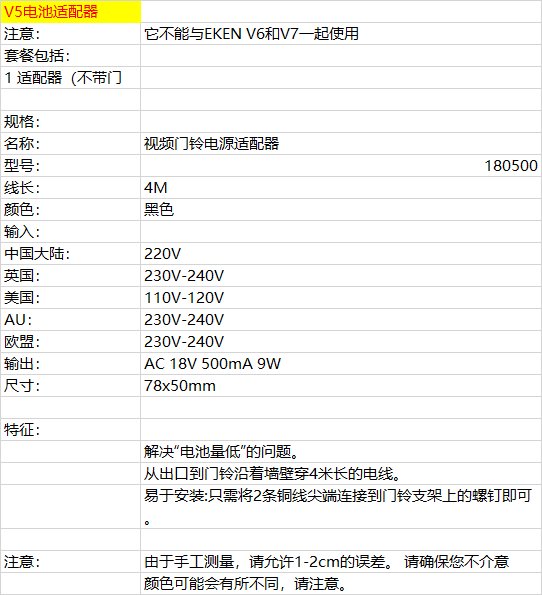 V5电池适配器
注意： 它不能与EKEN V6和V7一起使用
套餐包括：
1 适配器（不带门
规格：
名称： 视频门铃电源适配器
型号： 180500
线长： 4M
颜色： 黑色
输入：
中国大陆： 220V
英国： 230V-240V
美国： 110V-120V
AU： 230V-240V
欧盟： 230V-240V
输出： AC 18V 500mA 9W
尺寸： 78x50mm
特征：
解决“电池量低”的问题。
从出口到门铃沿着墙壁穿4米长的电线。
易于安装:只需将2条铜线尖端连接到门铃支架上的螺钉即可
。
注意： 由于手工测量，请允许1-2cm的误差。 请确保您不介意
颜色可能会有所不同，请注意。